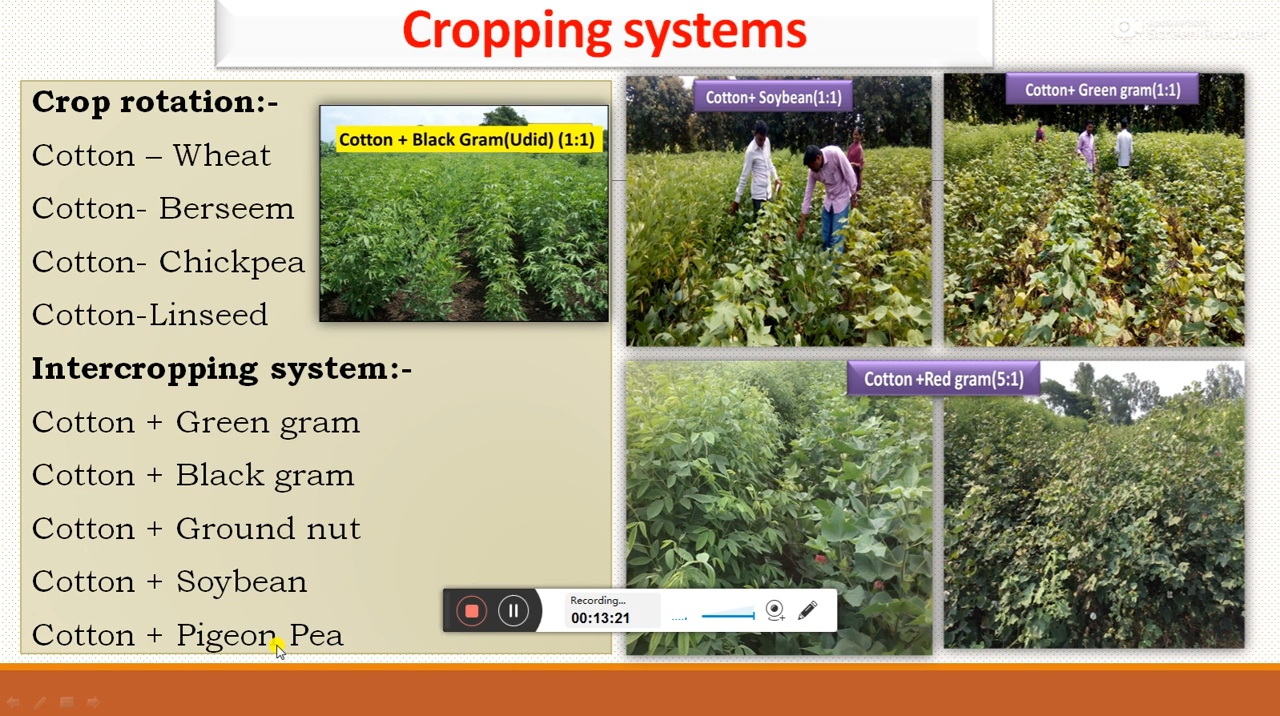 Cropping systems
Screen Recorder
Crop rotation:-
Cotton – Wheat
Cotton- Berseem
Cotton- Chickpea
Cotton-Linseed
Intercropping system:-
Cotton + Green gram
Cotton + Black gram
Cotton + Ground nut
Cotton + Soybean
Cotton + Pigeon Pea
Cotton + Black Gram(Udid) (1:1)
Cotton+ Soybean(1:1)
Cotton+ Green gram(1:1)
Cotton +Red gram(5:1)
Recording...
00:13:21